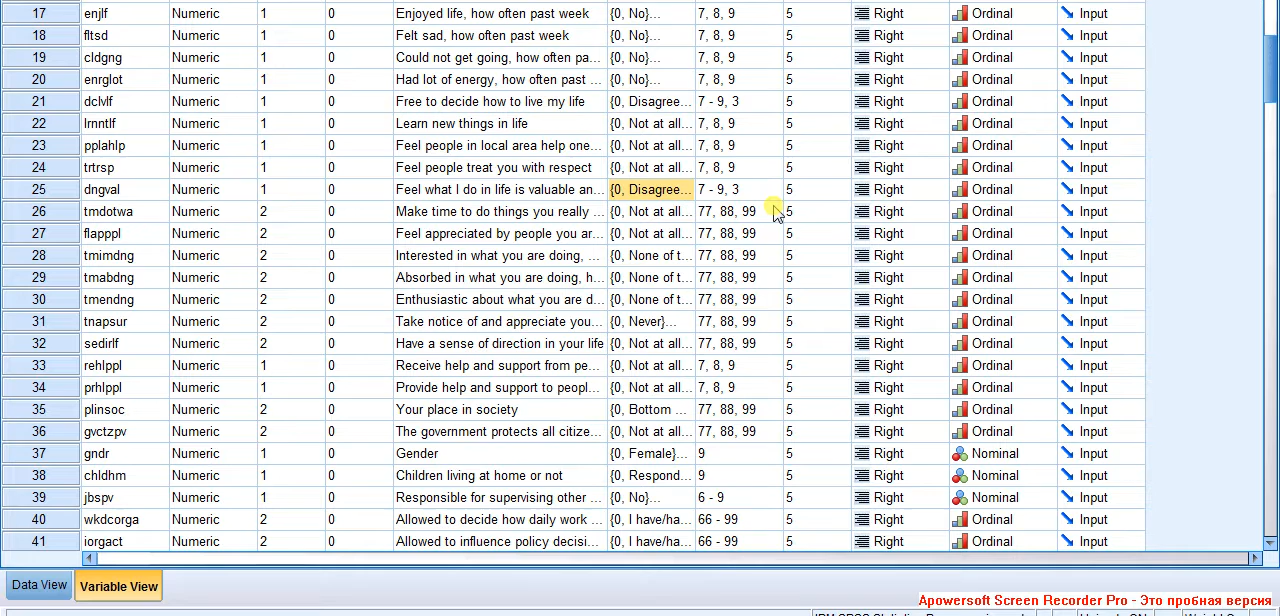 17 enjlf Numeric 1 0 Enjoyed life, how often past week {0, No}... 7, 8, 9 5 Right Ordinal Input
18 fltsd Numeric 1 0 Felt sad, how often past week {0, No}... 7, 8, 9 5 Right Ordinal Input
19 cldgng Numeric 1 0 Could not get going, how often pa... {0, No}... 7, 8, 9 5 Right Ordinal Input
20 enrglot Numeric 1 0 Had lot of energy, how often past ... {0, No}... 7, 8, 9 5 Right Ordinal Input
21 dclvlf Numeric 1 0 Free to decide how to live my life {0, Disagree... 7 - 9, 3 5 Right Ordinal Input
22 lrnntlf Numeric 1 0 Learn new things in life {0, Not at all... 7, 8, 9 5 Right Ordinal Input
23 pplahlp Numeric 1 0 Feel people in local area help one... {0, Not at all... 7, 8, 9 5 Right Ordinal Input
24 trtrsp Numeric 1 0 Feel people treat you with respect {0, Not at all... 7, 8, 9 5 Right Ordinal Input
25 dngval Numeric 1 0 Feel what I do in life is valuable an... {0, Disagree... 7 - 9, 3 5 Right Ordinal Input
26 tmdotwa Numeric 2 0 Make time to do things you really ... {0, Not at all... 77, 88, 99 5 Right Ordinal Input
27 flapppl Numeric 2 0 Feel appreciated by people you ar... {0, Not at all... 77, 88, 99 5 Right Ordinal Input
28 tmimdng Numeric 2 0 Interested in what you are doing, ... {0, None of t... 77, 88, 99 5 Right Ordinal Input
29 tmabdng Numeric 2 0 Absorbed in what you are doing, h... {0, None of t... 77, 88, 99 5 Right Ordinal Input
30 tmendng Numeric 2 0 Enthusiastic about what you are d... {0, None of t... 77, 88, 99 5 Right Ordinal Input
31 tnapsur Numeric 2 0 Take notice of and appreciate you... {0, Never}... 77, 88, 99 5 Right Ordinal Input
32 sedirlf Numeric 2 0 Have a sense of direction in your life {0, Not at all... 77, 88, 99 5 Right Ordinal Input
33 rehlppl Numeric 1 0 Receive help and support from pe... {0, Not at all... 7, 8, 9 5 Right Ordinal Input
34 prhlppl Numeric 1 0 Provide help and support to peopl... {0, Not at all... 7, 8, 9 5 Right Ordinal Input
35 plinsoc Numeric 2 0 Your place in society {0, Bottom ... 77, 88, 99 5 Right Ordinal Input
36 gvctzpv Numeric 2 0 The government protects all citize... {0, Not at all... 77, 88, 99 5 Right Ordinal Input
37 gndr Numeric 1 0 Gender {0, Female}... 9 5 Right Nominal Input
38 chldhm Numeric 1 0 Children living at home or not {0, Respond... 9 5 Right Nominal Input
39 jbspv Numeric 1 0 Responsible for supervising other ... {0, No}... 6 - 9 5 Right Nominal Input
40 wkdcorga Numeric 2 0 Allowed to decide how daily work ... {0, I have/ha... 66 - 99 5 Right Ordinal Input
41 iorgact Numeric 2 0 Allowed to influence policy decisi... {0, I have/ha... 66 - 99 5 Right Ordinal Input
Data View Variable View
Apowersoft Screen Recorder Pro - Это пробная версия